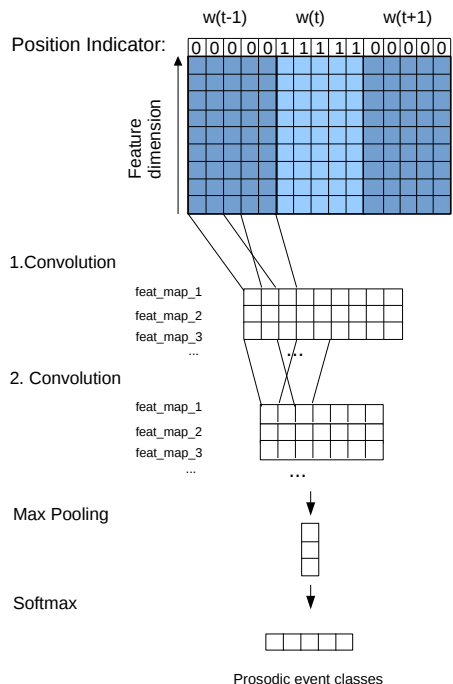 w(t-1) w(t) w(t+1)
Position Indicator: 0 0 0 0 0 1 1 1 1 1 0 0 0 0 0
Feature
dimension
1.Convolution
feat_map_1
feat_map_2
feat_map_3
... ...
2. Convolution
feat_map_1
feat_map_2
feat_map_3
... ...
Max Pooling
Softmax
Prosodic event classes